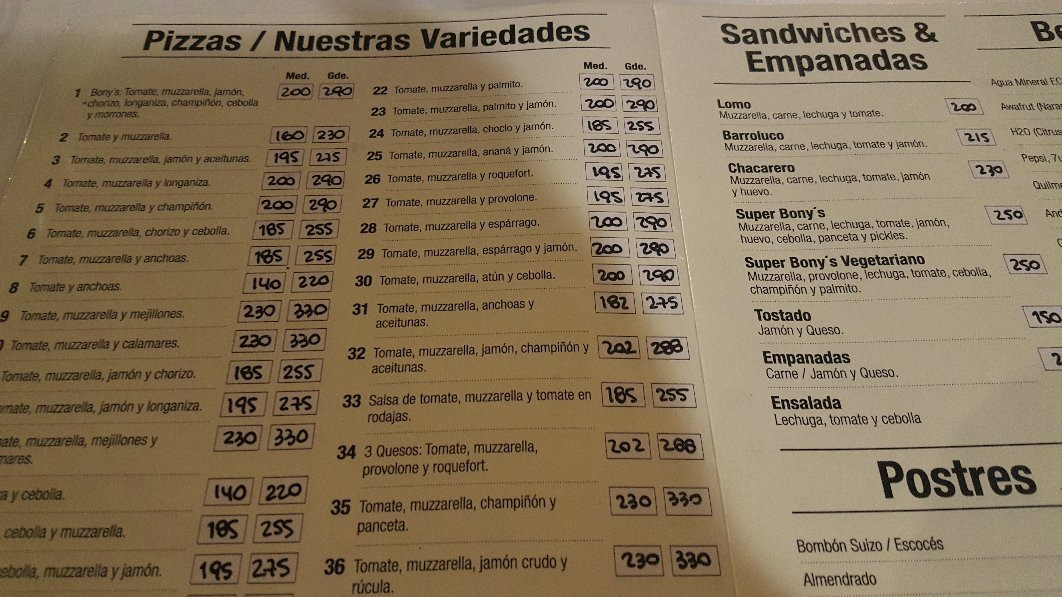 Pizzas / Nuestras Variedades
Med. Gde.
1 Bony's: Tomate, muzzarella, jamón, 200 290
chorizo, longaniza, champiñón, cebolla
y morrones.
2 Tomate y muzzarella. 160 230
3 Tomate, muzzarella, jamón y aceitunas. 195 275
4 Tomate, muzzarella y longaniza. 200 290
5 Tomate, muzzarella y champiñón. 200 290
6 Tomate, muzzarella, chorizo y cebolla. 185 255
7 Tomate, muzzarella y anchoas. 185 255
8 Tomate y anchoas. 140 220
9 Tomate, muzzarella y mejillones. 230 330
Tomate, muzzarella y calamares. 230 330
Tomate, muzzarella, jamón y chorizo. 185 255
muzzarella, jamón y longaniza. 195 275
muzzarella, mejillones y 230 330
y cebolla. 140 220
cebolla y muzzarella. 185 255
muzzarella y jamón. 195 275
Med. Gde.
22 Tomate, muzzarella y palmito. 200 290
23 Tomate, muzzarella, palmito y jamón. 200 290
24 Tomate, muzzarella, choclo y jamón. 185 255
25 Tomate, muzzarella, ananá y jamón. 200 290
26 Tomate, muzzarella y roquefort. 195 275
27 Tomate, muzzarella y provolone. 195 275
28 Tomate, muzzarella y espárrago. 200 290
29 Tomate, muzzarella, espárrago y jamón. 200 290
30 Tomate, muzzarella, atún y cebolla. 200 290
31 Tomate, muzzarella, anchoas y 182 275
aceitunas.
32 Tomate, muzzarella, jamón, champiñón y 202 288
aceitunas.
33 Salsa de tomate, muzzarella y tomate en 185 255
rodajas.
34 3 Quesos: Tomate, muzzarella, 202 288
provolone y roquefort.
35 Tomate, muzzarella, champiñón y 230 330
panceta.
36 Tomate, muzzarella, jamón crudo y 230 330
rúcula.
Sandwiches &
Empanadas
Lomo 200
Muzzarella, carne, lechuga y tomate.
Barroluco 215
Muzzarella, carne, lechuga, tomate y jamón.
Chacarero 230
Muzzarella, carne, lechuga, tomate, jamón
y huevo.
Super Bony´s 250
Muzzarella, carne, lechuga, tomate, jamón,
huevo, cebolla, panceta y pickles.
Super Bony´s Vegetariano 250
Muzzarella, provolone, lechuga, tomate, cebolla,
champiñón y palmito.
Tostado 150
Jamón y Queso.
Empanadas
Carne / Jamón y Queso.
Ensalada
Lechuga, tomate y cebolla
Postres
Bombón Suizo / Escocés
Almendrado
Agua Mineral
Awafrut
H2O
Pepsi,